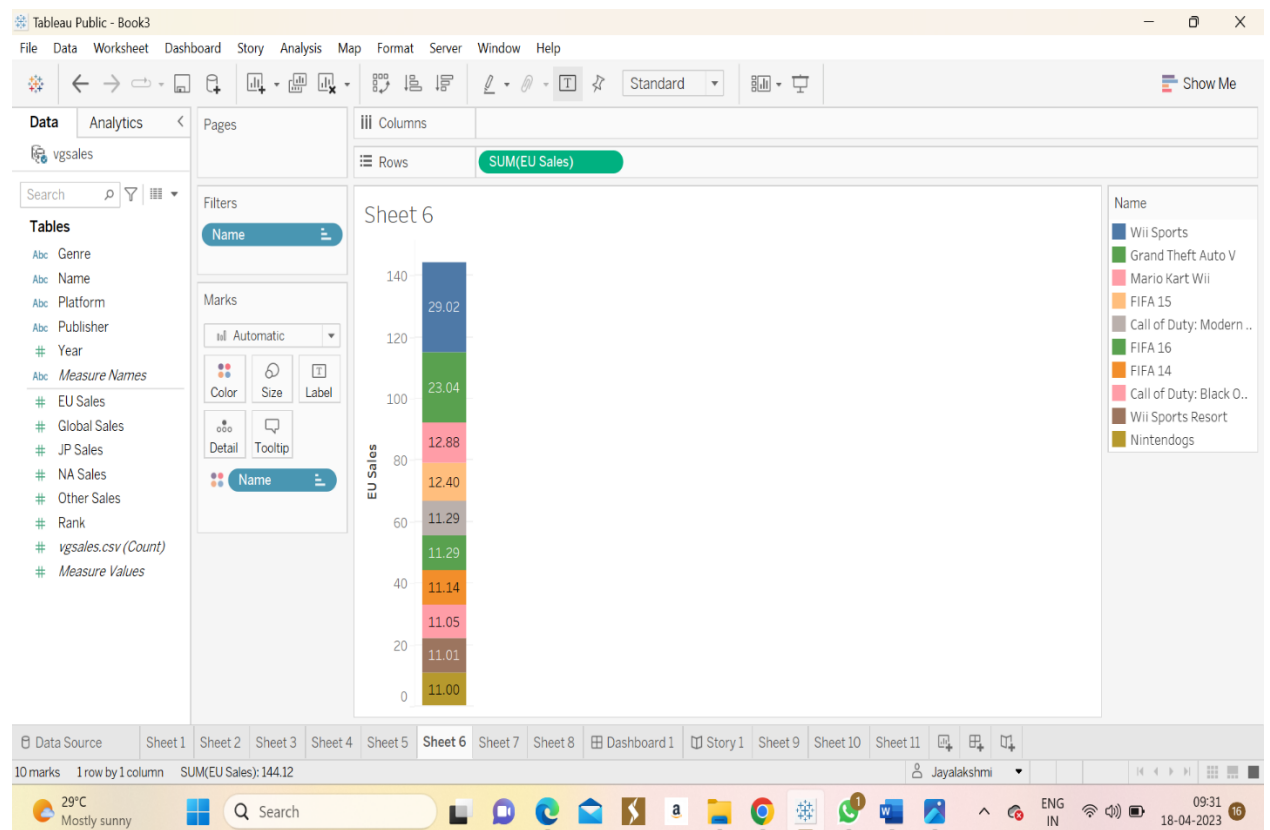 Tableau Public - Book3
File Data Worksheet Dashboard Story Analysis Map Format Server Window Help
Standard
Show Me
Data Analytics
Pages
Columns
vgsales
Rows
SUM(EU Sales)
Search
Tables
Abc Genre
Abc Name
Abc Platform
Abc Publisher
# Year
Abc Measure Names
# EU Sales
# Global Sales
# JP Sales
# NA Sales
# Other Sales
# Rank
# vgsales.csv (Count)
# Measure Values
Filters
Name
Marks
Automatic
Color Size Label
Detail Tooltip
Name
Sheet 6
EU Sales
140
120
100
80
60
40
20
0
29.02
23.04
12.88
12.40
11.29
11.29
11.14
11.05
11.01
11.00
Name
Wii Sports
Grand Theft Auto V
Mario Kart Wii
FIFA 15
Call of Duty: Modern ..
FIFA 16
FIFA 14
Call of Duty: Black O..
Wii Sports Resort
Nintendogs
Data Source Sheet 1 Sheet 2 Sheet 3 Sheet 4 Sheet 5 Sheet 6 Sheet 7 Sheet 8 Dashboard 1 Story 1 Sheet 9 Sheet 10 Sheet 11
10 marks 1 row by 1 column SUM(EU Sales): 144.12
Jayalakshmi
29°C
Mostly sunny
Search
a
ENG
IN
09:31
18-04-2023
16